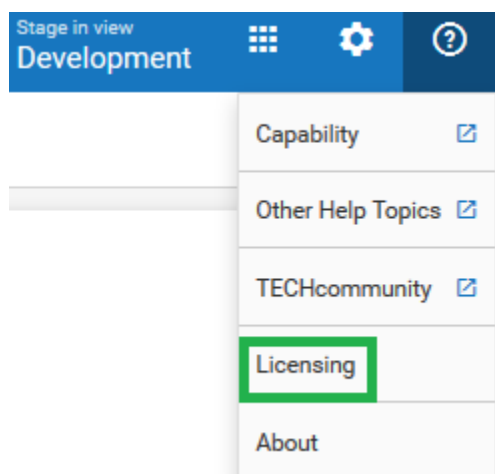 Stage in view
Development
Capability
Other Help Topics
TECHcommunity
Licensing
About